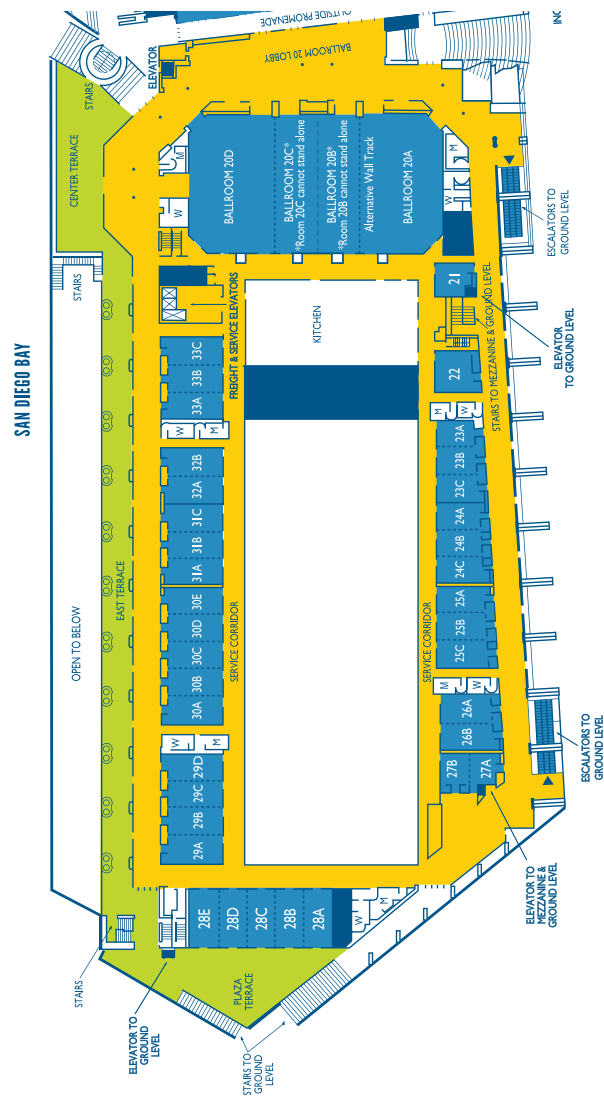 OUTSIDE PROMENADE
INC
BALLROOM 20 LOBBY
ELEVATOR
STAIRS
CENTER TERRACE
M
W
BALLROOM 20D
BALLROOM 20C*
*Room 20C cannot stand alone
BALLROOM 20B*
*Room 20B cannot stand alone
Alternative Wall Track
BALLROOM 20A
M
W
ESCALATORS TO
GROUND LEVEL
STAIRS
FREIGHT & SERVICE ELEVATORS
KITCHEN
21
STAIRS TO MEZZANINE & GROUND LEVEL
ELEVATOR
TO GROUND LEVEL
22
SAN DIEGO BAY
33C
33B
33A
W
M
M
W
32B
32A
31C
31B
31A
30E
30D
30C
30B
30A
W
M
29D
29C
29B
29A
EAST TERRACE
OPEN TO BELOW
SERVICE CORRIDOR
SERVICE CORRIDOR
23A
23B
23C
24A
24B
24C
25A
25B
25C
M
W
26A
26B
27B
27A
ESCALATORS TO
GROUND LEVEL
ELEVATOR TO
MEZZANINE &
GROUND LEVEL
28E
28D
28C
28B
28A
W
M
STAIRS
PLAZA
TERRACE
ELEVATOR TO
GROUND
LEVEL
STAIRS TO
GROUND
LEVEL